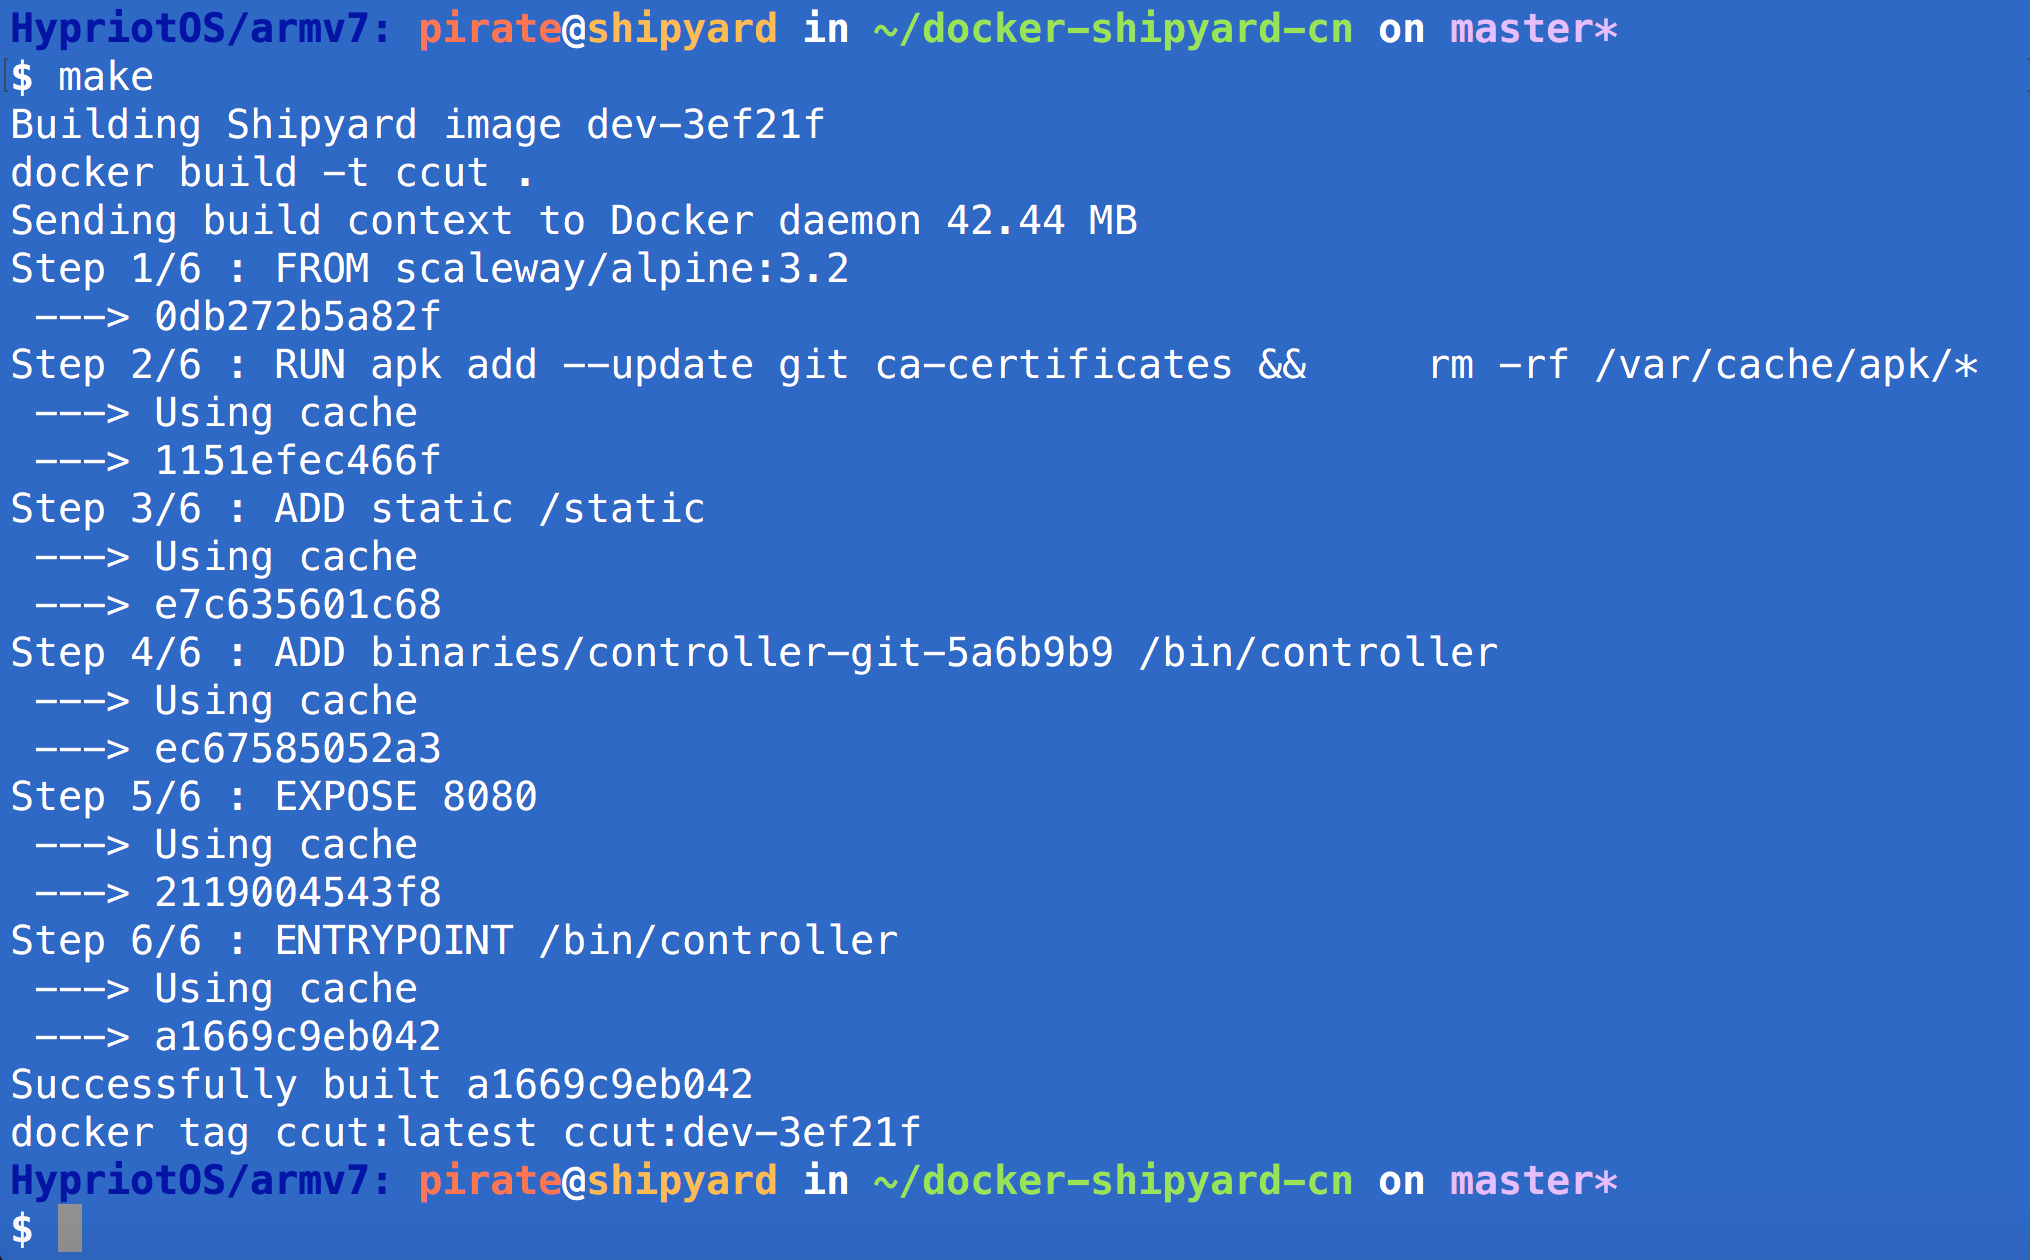 HypriotOS/armv7: pirate@shipyard in ~/docker-shipyard-cn on master*
$ make
Building Shipyard image dev-3ef21f
docker build -t ccut .
Sending build context to Docker daemon 42.44 MB
Step 1/6 : FROM scaleway/alpine:3.2
 ---> 0db272b5a82f
Step 2/6 : RUN apk add --update git ca-certificates &&     rm -rf /var/cache/apk/*
 ---> Using cache
 ---> 1151efec466f
Step 3/6 : ADD static /static
 ---> Using cache
 ---> e7c635601c68
Step 4/6 : ADD binaries/controller-git-5a6b9b9 /bin/controller
 ---> Using cache
 ---> ec67585052a3
Step 5/6 : EXPOSE 8080
 ---> Using cache
 ---> 2119004543f8
Step 6/6 : ENTRYPOINT /bin/controller
 ---> Using cache
 ---> a1669c9eb042
Successfully built a1669c9eb042
docker tag ccut:latest ccut:dev-3ef21f
HypriotOS/armv7: pirate@shipyard in ~/docker-shipyard-cn on master*
$